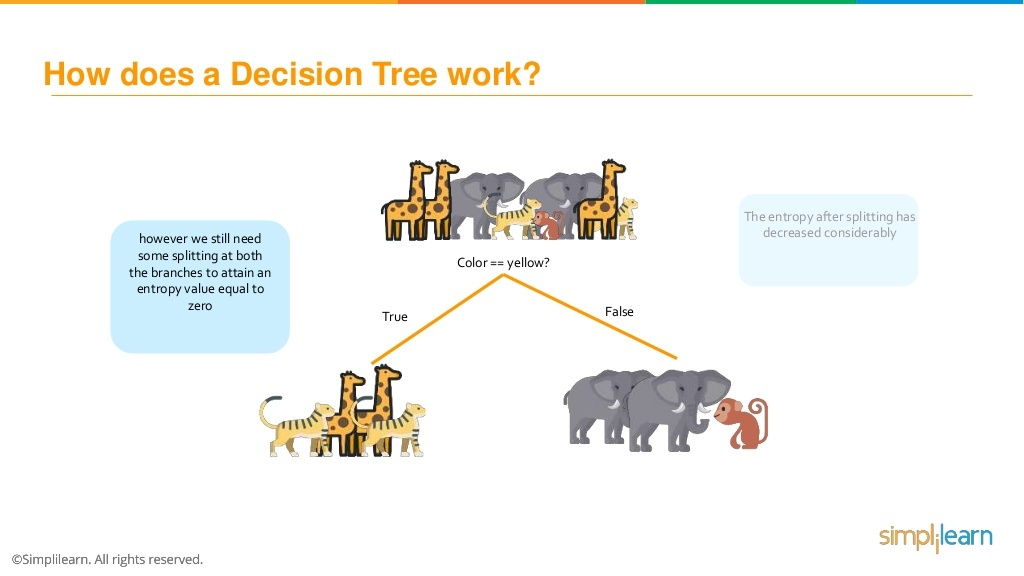 How does a Decision Tree work?
The entropy after splitting has
decreased considerably
however we still need
some splitting at both
the branches to attain an
entropy value equal to
zero
Color == yellow?
True
False
simplilearn
©Simplilearn. All rights reserved.